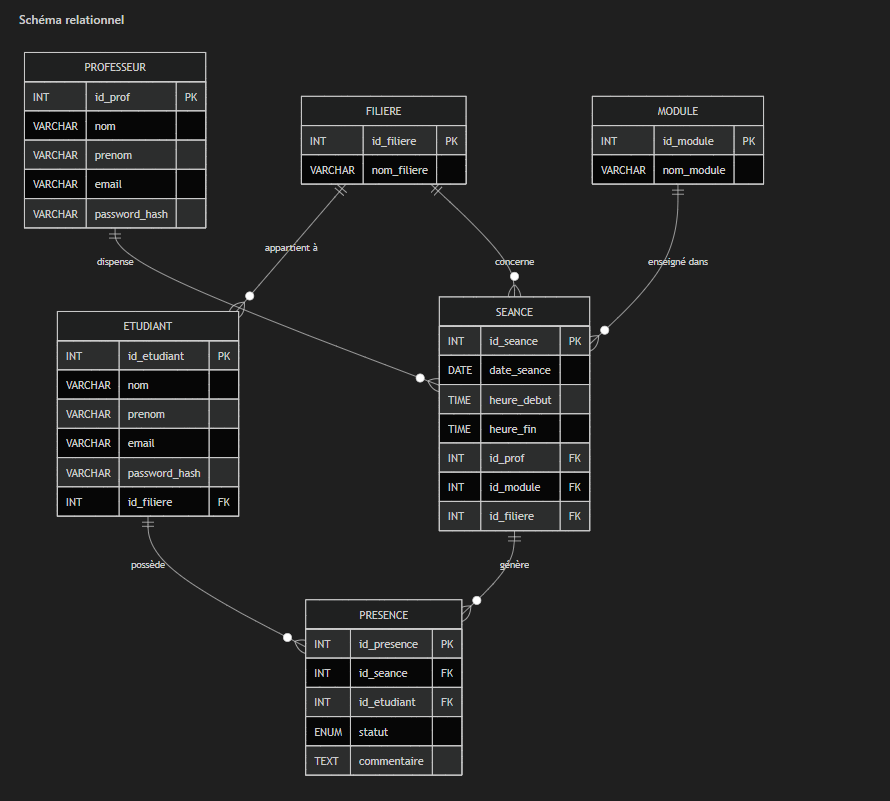 Schéma relationnel
PROFESSEUR
INT id_prof PK
VARCHAR nom
VARCHAR prenom
VARCHAR email
VARCHAR password_hash
FILIERE
INT id_filiere PK
VARCHAR nom_filiere
MODULE
INT id_module PK
VARCHAR nom_module
dispense
appartient à
concerne
enseigné dans
ETUDIANT
INT id_etudiant PK
VARCHAR nom
VARCHAR prenom
VARCHAR email
VARCHAR password_hash
INT id_filiere FK
SEANCE
INT id_seance PK
DATE date_seance
TIME heure_debut
TIME heure_fin
INT id_prof FK
INT id_module FK
INT id_filiere FK
possède
génère
PRESENCE
INT id_presence PK
INT id_seance FK
INT id_etudiant FK
ENUM statut
TEXT commentaire